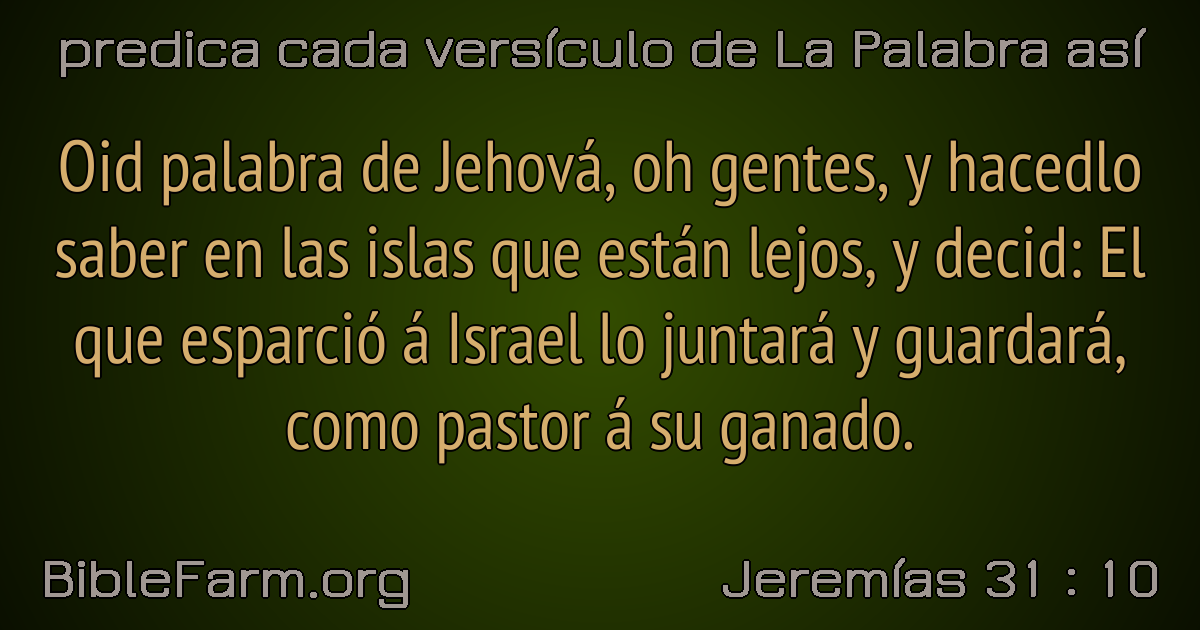 predica cada versículo de La Palabra así
Oid palabra de Jehová, oh gentes, y hacedlo
saber en las islas que están lejos, y decid: El
que esparció á Israel lo juntará y guardará,
como pastor á su ganado.
BibleFarm.org
Jeremías 31 : 10